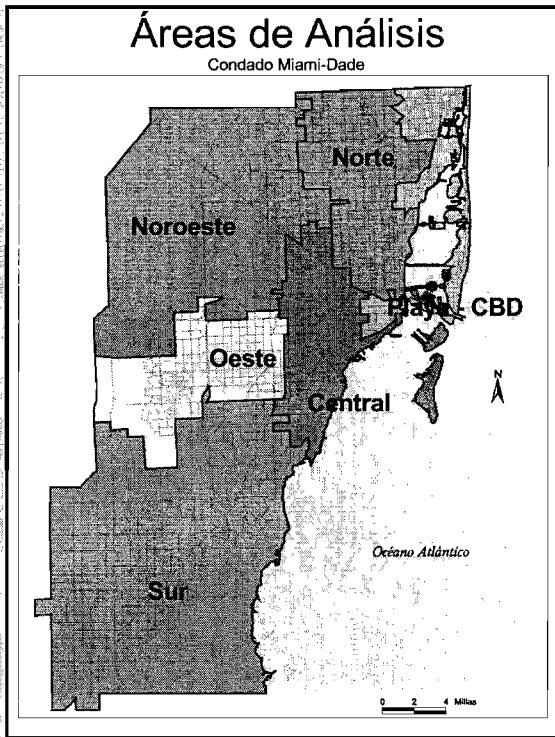 Áreas de Análisis
Condado Miami-Dade
Norte
Noroeste
Playa - CBD
Oeste
N
Central
Océano Atlántico
Sur
0 2 4 Millas